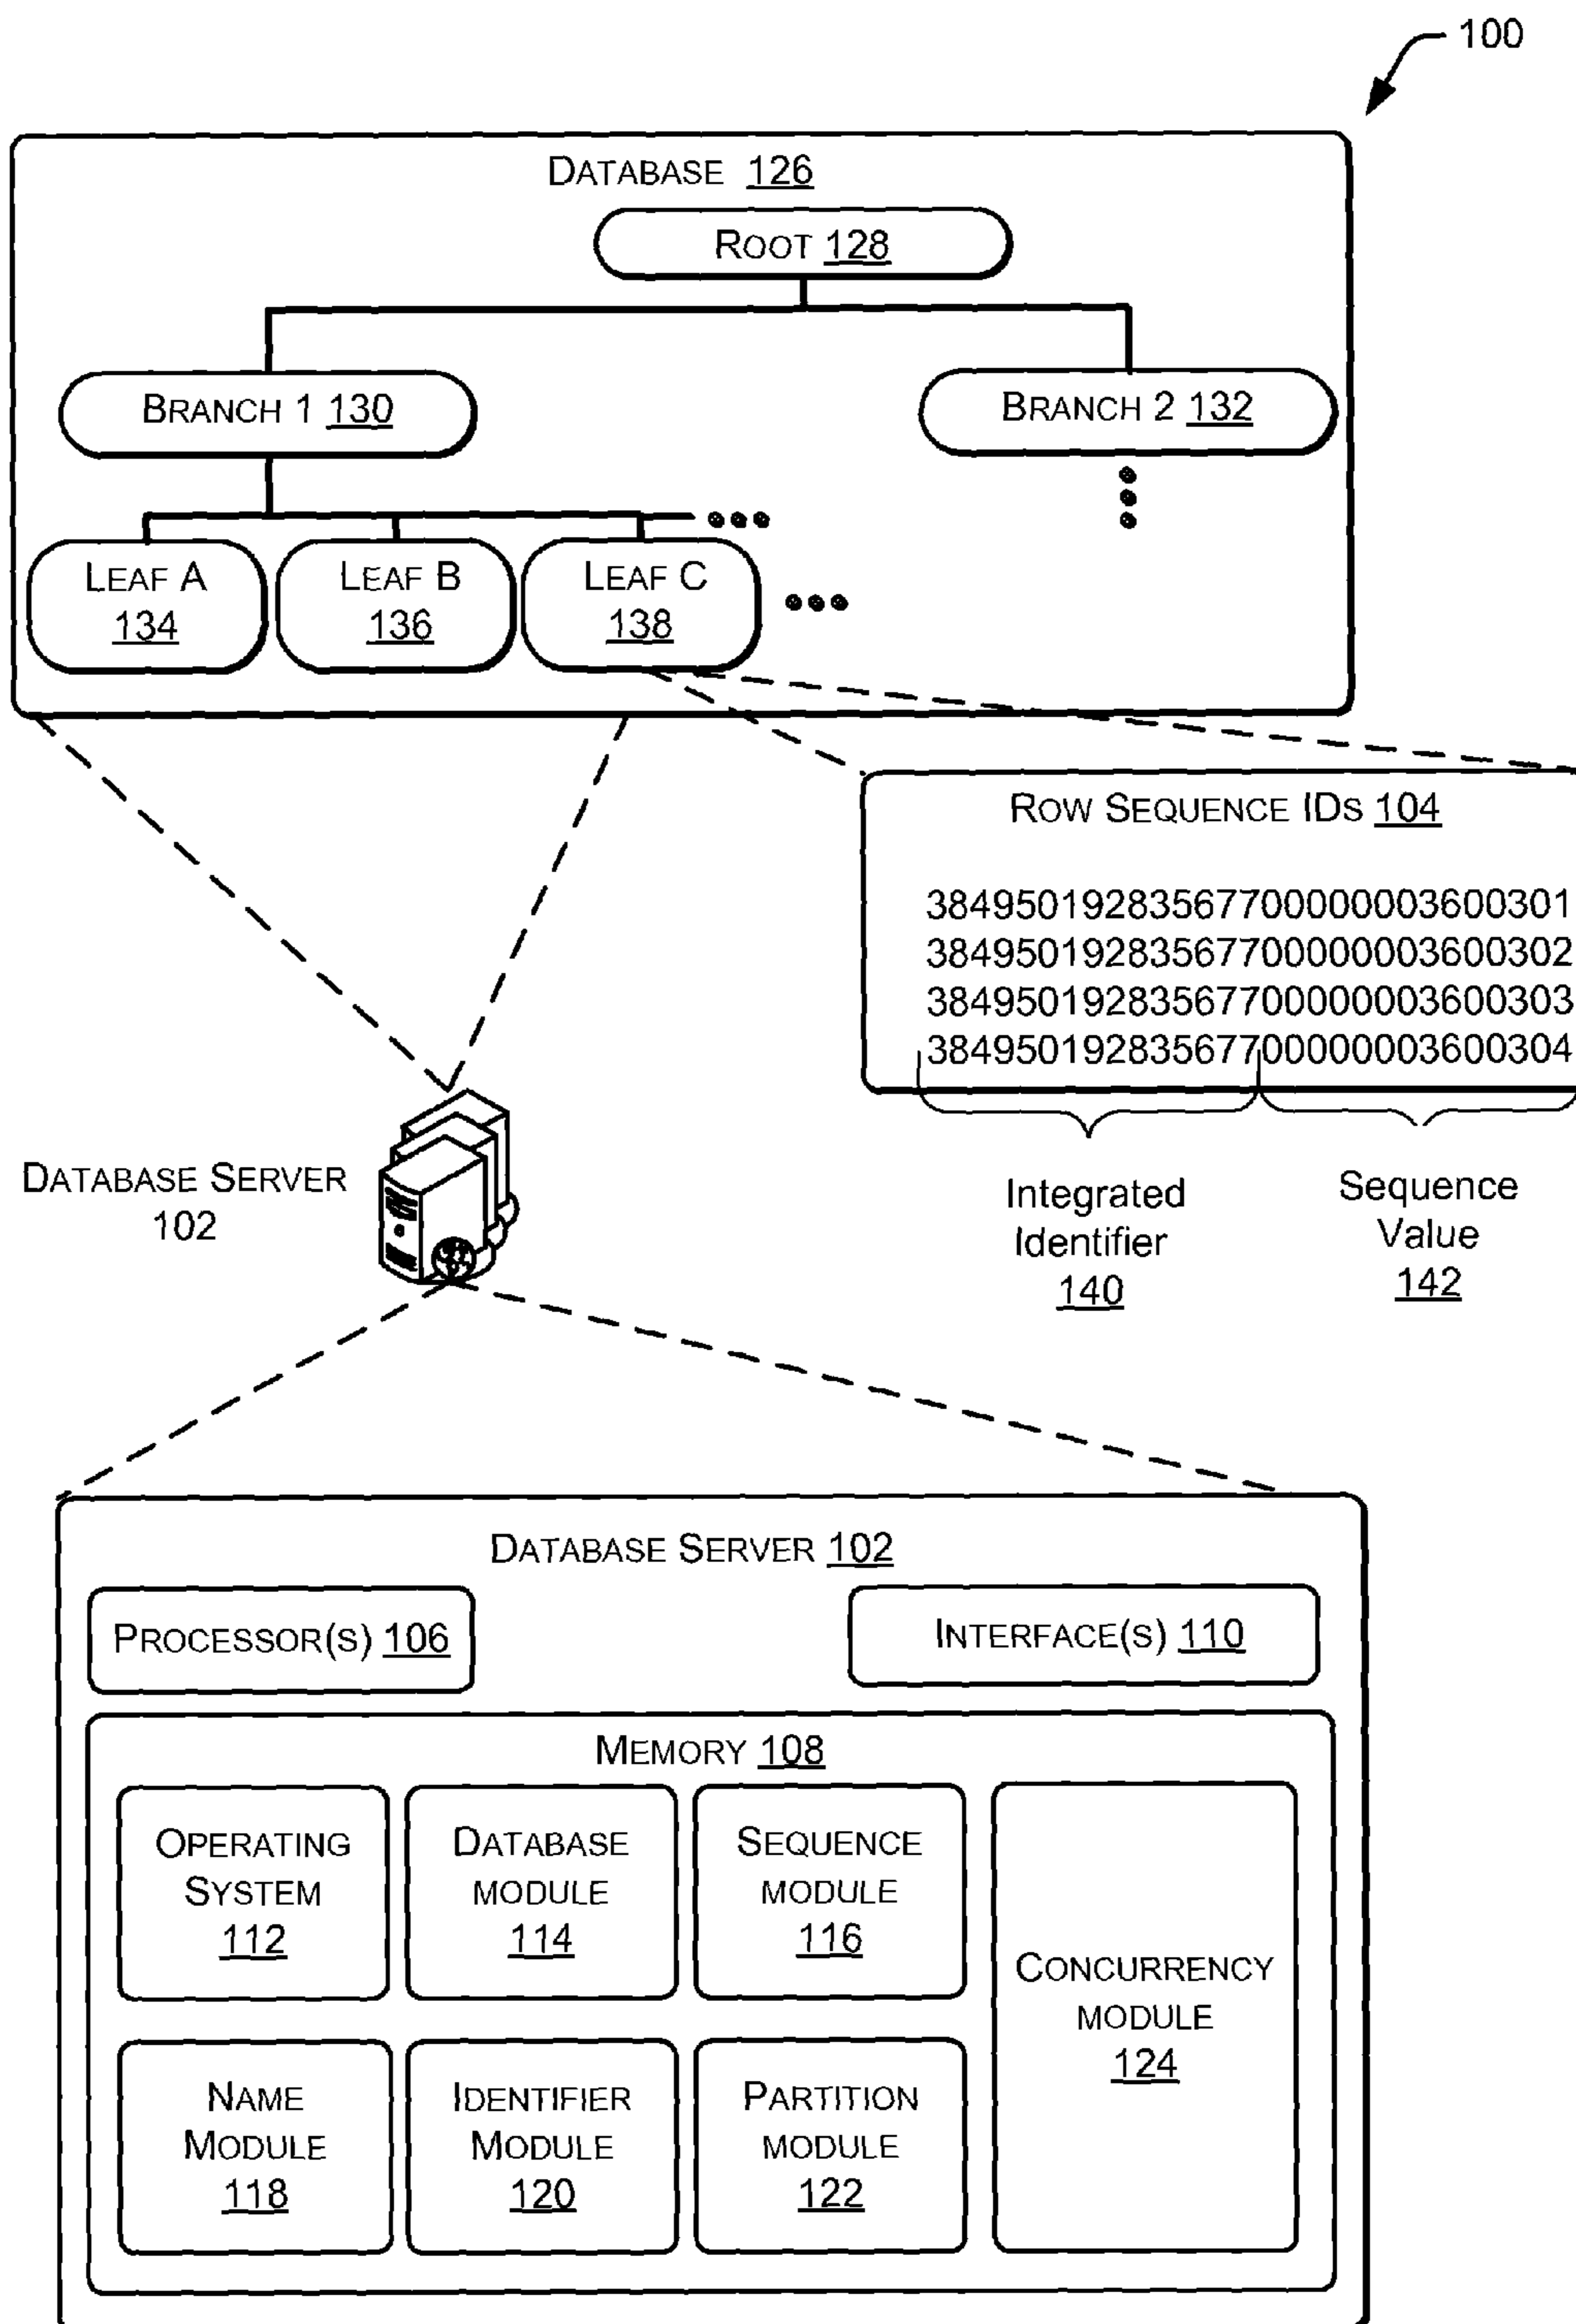 100
DATABASE 126
ROOT 128
BRANCH 1 130
BRANCH 2 132
LEAF A
134
LEAF B
136
LEAF C
138
ROW SEQUENCE IDS 104
38495019283567700000003600301
38495019283567700000003600302
38495019283567700000003600303
38495019283567700000003600304
Integrated
Identifier
140
Sequence
Value
142
DATABASE SERVER
102
DATABASE SERVER 102
PROCESSOR(S) 106
INTERFACE(S) 110
MEMORY 108
OPERATING
SYSTEM
112
DATABASE
MODULE
114
SEQUENCE
MODULE
116
CONCURRENCY
MODULE
124
NAME
MODULE
118
IDENTIFIER
MODULE
120
PARTITION
MODULE
122